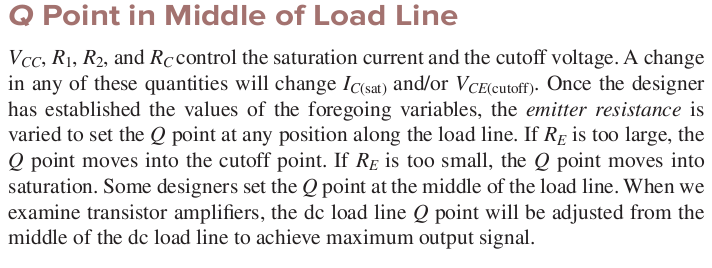 Q Point in Middle of Load Line
VCC, R1, R2, and RC control the saturation current and the cutoff voltage. A change
in any of these quantities will change IC(sat) and/or VCE(cutoff). Once the designer
has established the values of the foregoing variables, the emitter resistance is
varied to set the Q point at any position along the load line. If RE is too large, the
Q point moves into the cutoff point. If RE is too small, the Q point moves into
saturation. Some designers set the Q point at the middle of the load line. When we
examine transistor amplifiers, the dc load line Q point will be adjusted from the
middle of the dc load line to achieve maximum output signal.